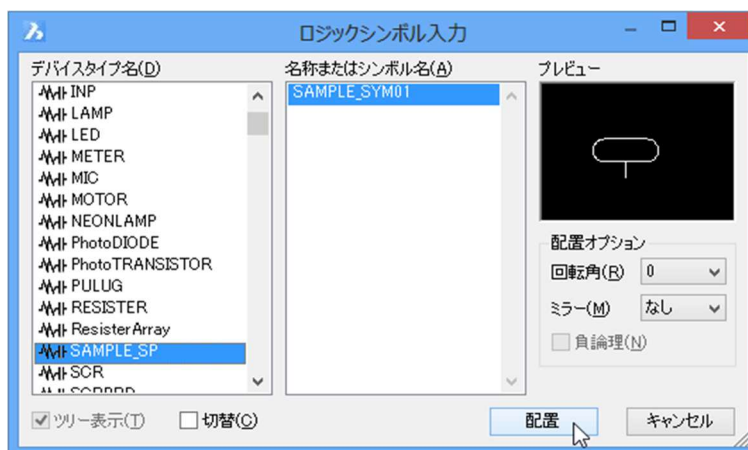 ロジックシンボル入力
デバイスタイプ名(D)
INP
LAMP
LED
METER
MIC
MOTOR
NEONLAMP
PhotoDIODE
PhotoTRANSISTOR
PULUG
RESISTER
ResisterArray
SAMPLE_SP
SCR
名称またはシンボル名(A)
SAMPLE_SYM01
プレビュー
配置オプション
回転角(R) 0
ミラー(M) なし
負論理(N)
ツリー表示(T) 切替(C)
配置 キャンセル